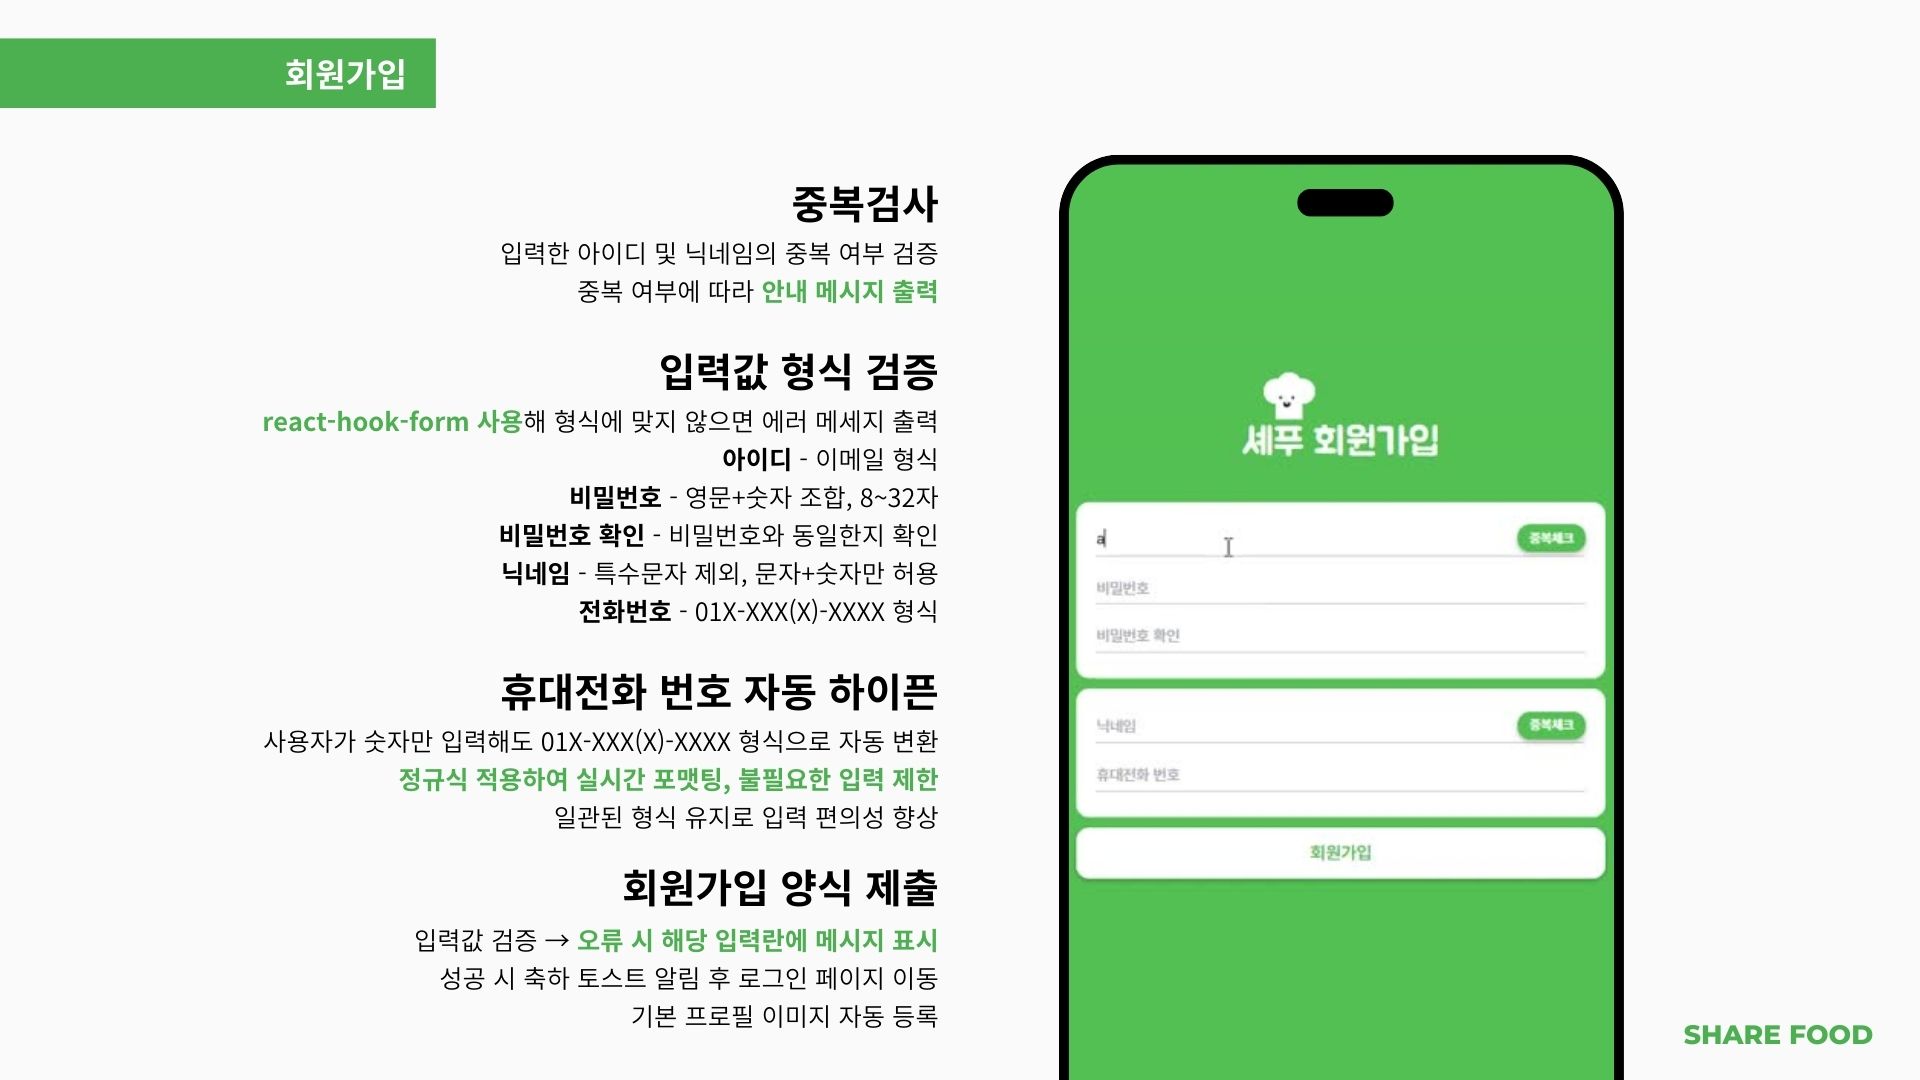 회원가입
중복검사
입력한 아이디 및 닉네임의 중복 여부 검증
중복 여부에 따라 안내 메시지 출력
입력값 형식 검증
react-hook-form 사용해 형식에 맞지 않으면 에러 메세지 출력
아이디 - 이메일 형식
비밀번호 - 영문+숫자 조합, 8~32자
비밀번호 확인 - 비밀번호와 동일한지 확인
닉네임 - 특수문자 제외, 문자+숫자만 허용
전화번호 - 01X-XXX(X)-XXXX 형식
휴대전화 번호 자동 하이픈
사용자가 숫자만 입력해도 01X-XXX(X)-XXXX 형식으로 자동 변환
정규식 적용하여 실시간 포맷팅, 불필요한 입력 제한
일관된 형식 유지로 입력 편의성 향상
회원가입 양식 제출
입력값 검증 → 오류 시 해당 입력란에 메시지 표시
성공 시 축하 토스트 알림 후 로그인 페이지 이동
기본 프로필 이미지 자동 등록
셰푸 회원가입
a
중복체크
비밀번호
비밀번호 확인
닉네임
중복체크
휴대전화 번호
회원가입
SHARE FOOD